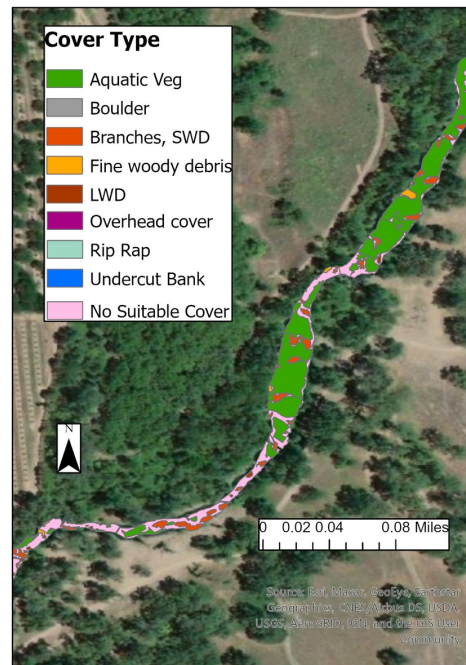 Cover Type
Aquatic Veg
Boulder
Branches, SWD
Fine woody debris
LWD
Overhead cover
Rip Rap
Undercut Bank
No Suitable Cover
N
0 0.02 0.04 0.08 Miles
Source: Esri, Maxar, GeoEye, Earthstar
Geographics, CNES/Airbus DS, USDA,
USGS, AeroGRID, IGN, and the GIS User
Community